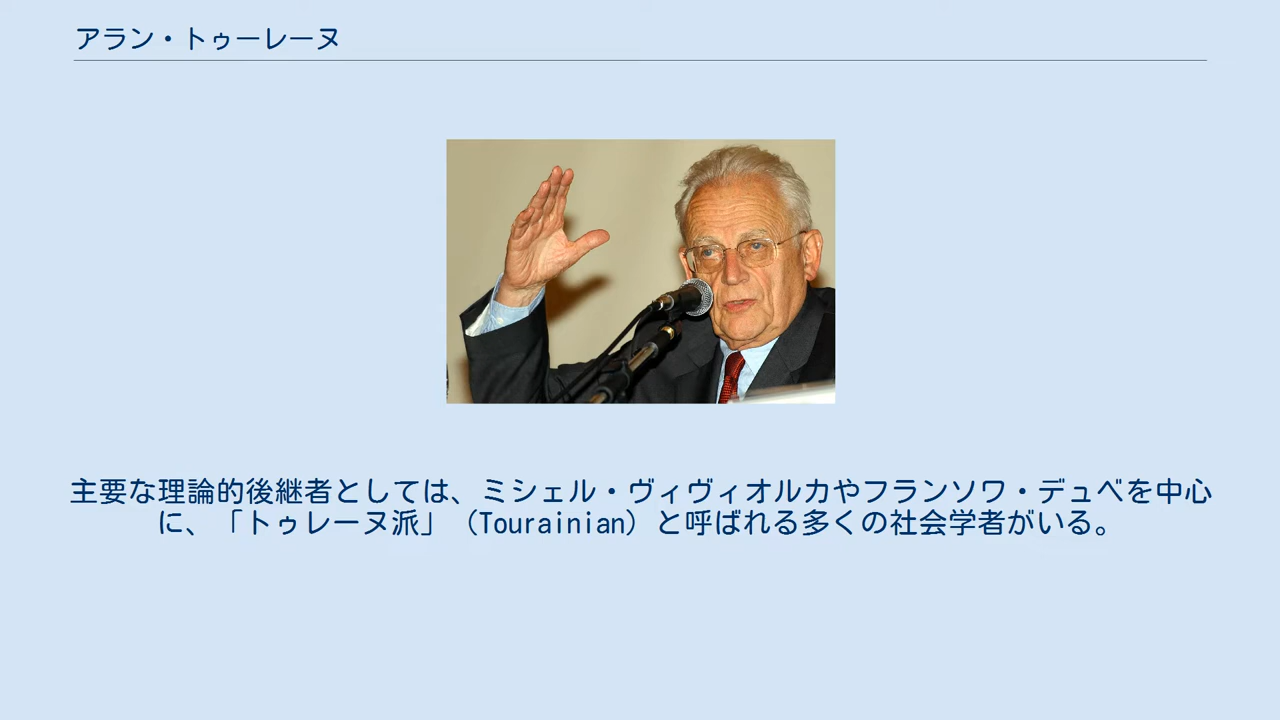 アラン・トゥーレーヌ
主要な理論的後継者としては、ミシェル・ヴィヴィオルカやフランソワ・デュベを中心
に、「トゥレーヌ派」（Tourainian）と呼ばれる多くの社会学者がいる。